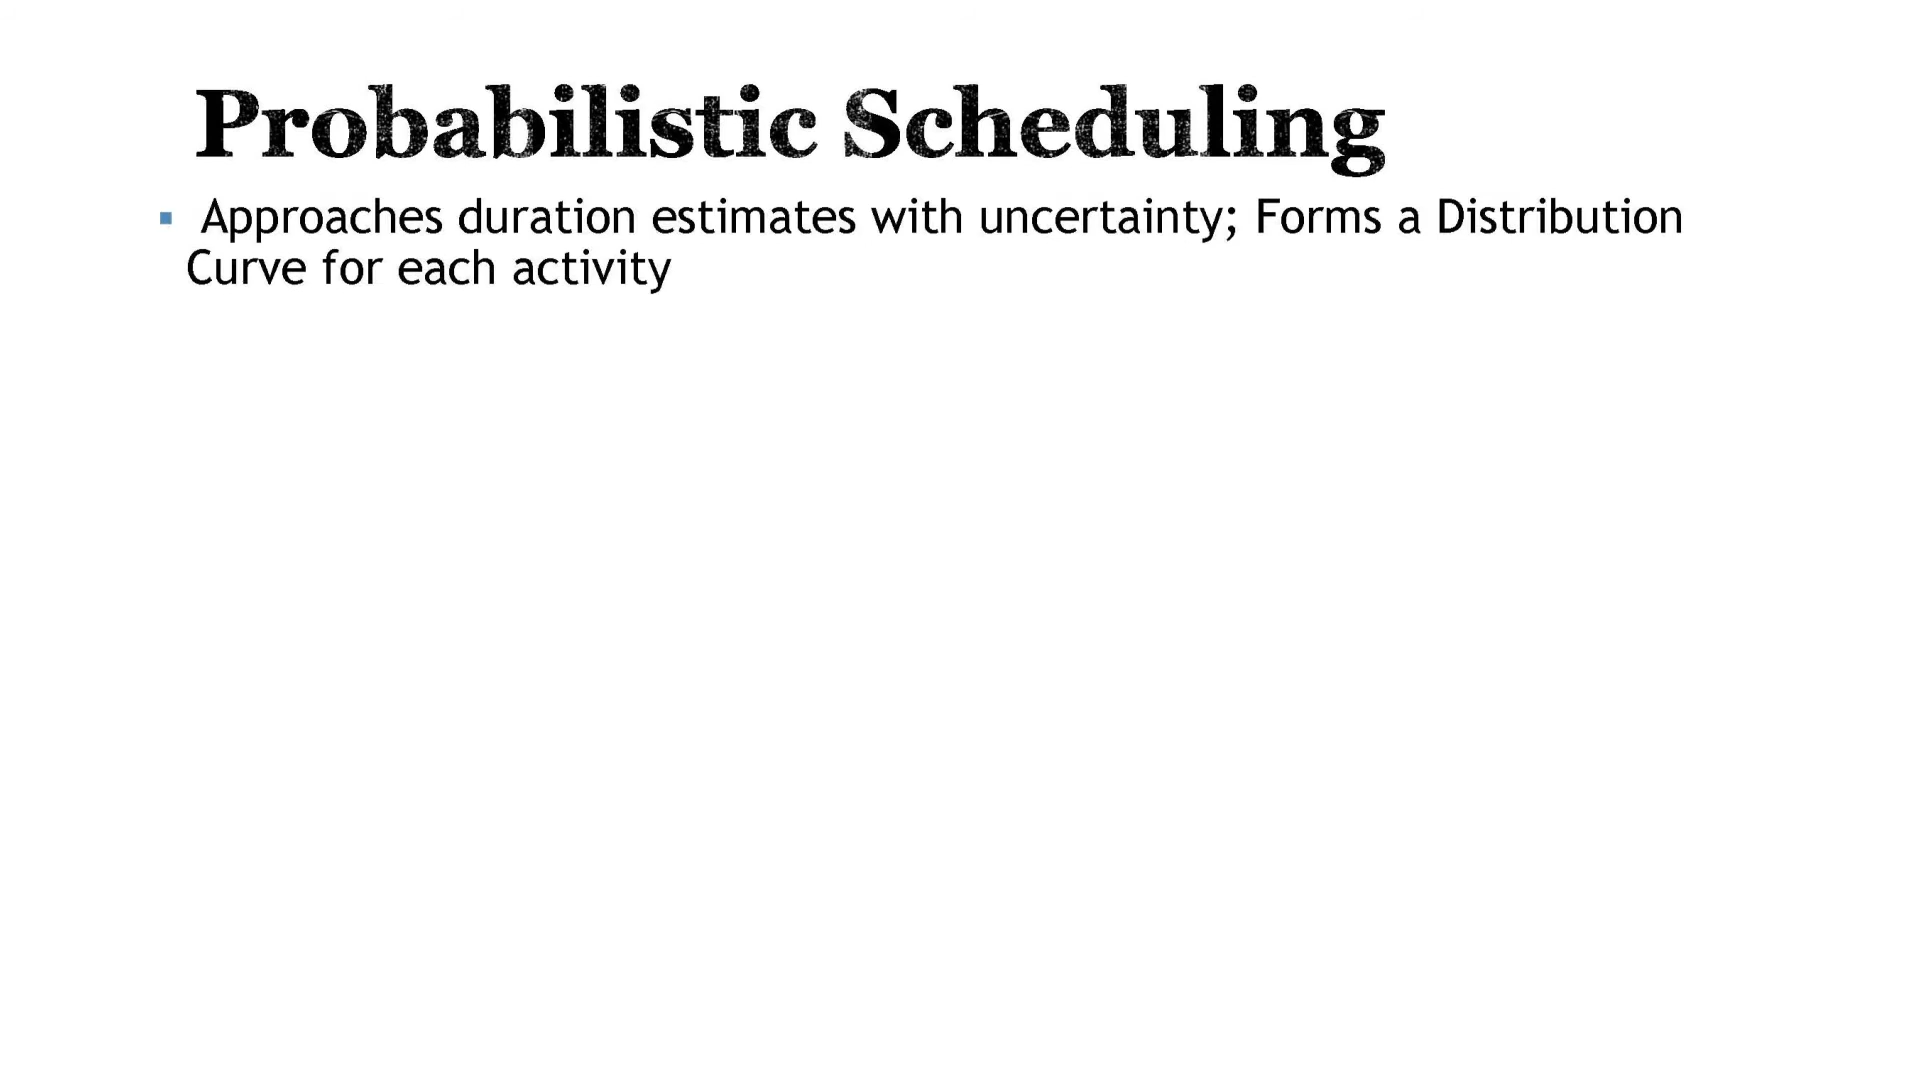 Probabilistic Scheduling
▪ Approaches duration estimates with uncertainty; Forms a Distribution
Curve for each activity